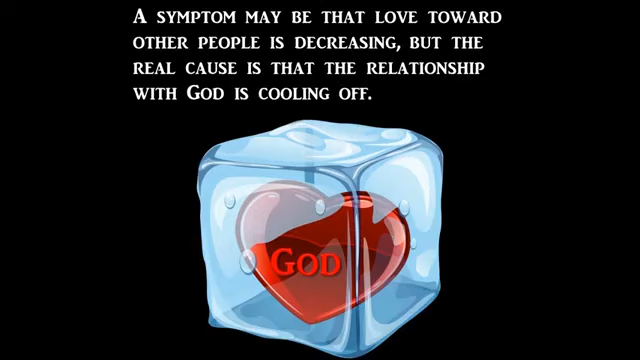 A symptom may be that love toward
other people is decreasing, but the
real cause is that the relationship
with God is cooling off.
God